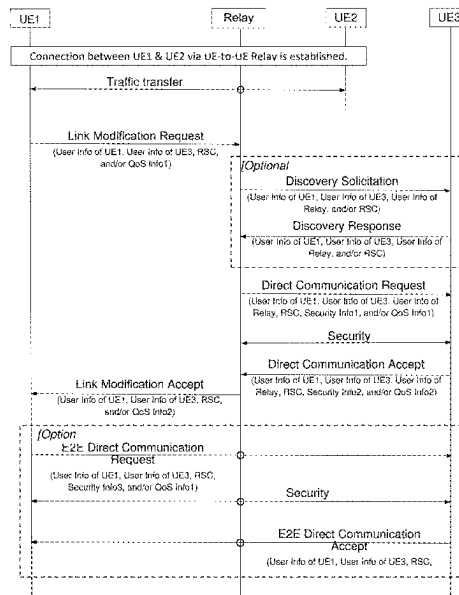 UE1
Relay
UE2
UE3
Connection between UE1 & UE2 via UE-to-UE Relay is established.
Traffic transfer
Link Modification Request
(User Info of UE1, User Info of UE3, RSC,
and/or QoS Info1)
[Optional
Discovery Solicitation
(User Info of UE1, User Info of UE3, User Info of
Relay, and/or RSC)
Discovery Response
(User Info of UE1, User Info of UE3, User Info of
Relay, and/or RSC)
Direct Communication Request
(User Info of UE1, User Info of UE3, User Info of
Relay, RSC, Security Info1, and/or QoS Info1)
Security
Direct Communication Accept
(User Info of UE1, User Info of UE3, User Info of
Relay, RSC, Security Info2, and/or QoS Info2)
Link Modification Accept
(User Info of UE1, User Info of UE3, RSC,
and/or QoS Info2)
[Option
E2E Direct Communication
Request
(User Info of UE1, User Info of UE3, RSC,
Security Info3, and/or QoS Info1)
Security
E2E Direct Communication
Accept
(User Info of UE1, User Info of UE3, RSC,